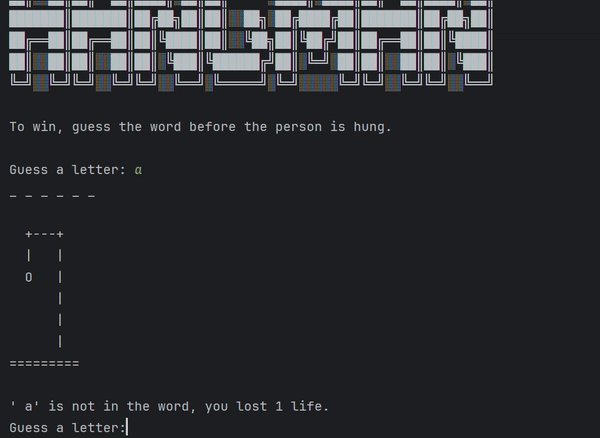 To win, guess the word before the person is hung.
Guess a letter: a
_ _ _ _ _ _
+---+
|   |
O   |
|
|
|
=========
' a' is not in the word, you lost 1 life.
Guess a letter: